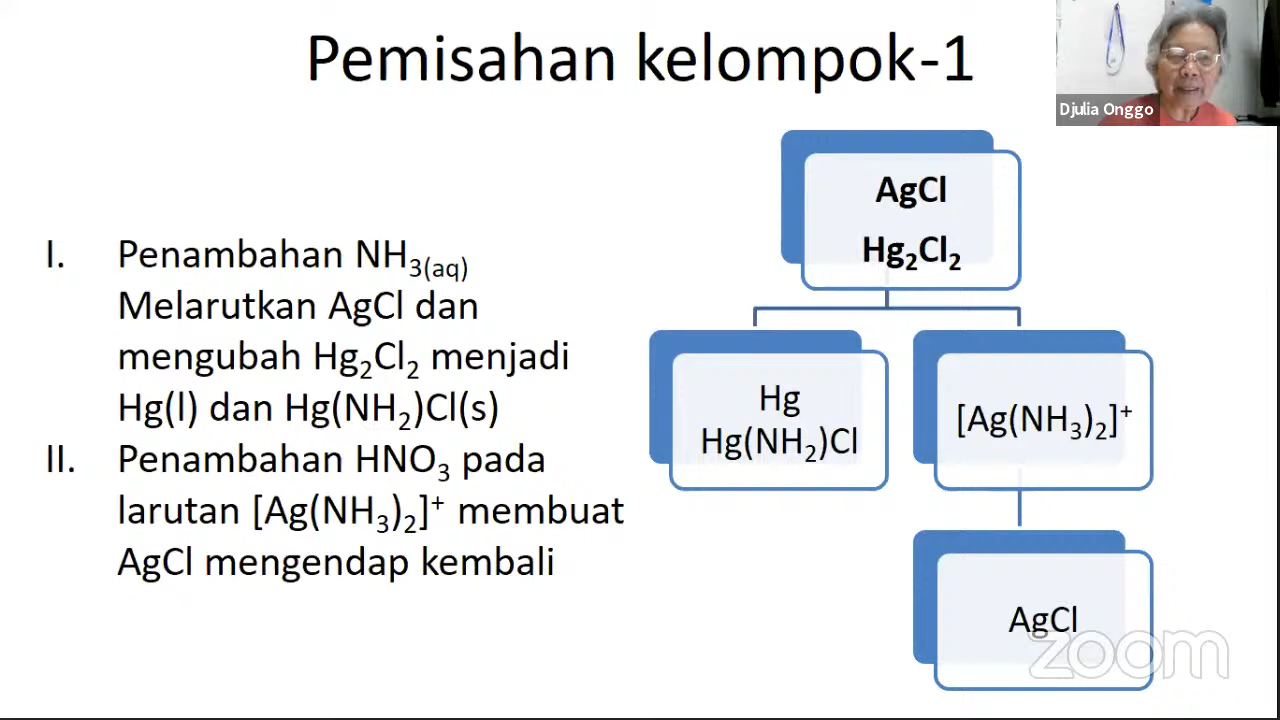 Pemisahan kelompok-1
Djulia Onggo
I. Penambahan NH₃₍ₐq₎
Melarutkan AgCl dan
mengubah Hg₂Cl₂ menjadi
Hg(l) dan Hg(NH₂)Cl(s)
II. Penambahan HNO₃ pada
larutan [Ag(NH₃)₂]⁺ membuat
AgCl mengendap kembali
AgCl
Hg₂Cl₂
Hg
Hg(NH₂)Cl
[Ag(NH₃)₂]⁺
AgCl
zoom